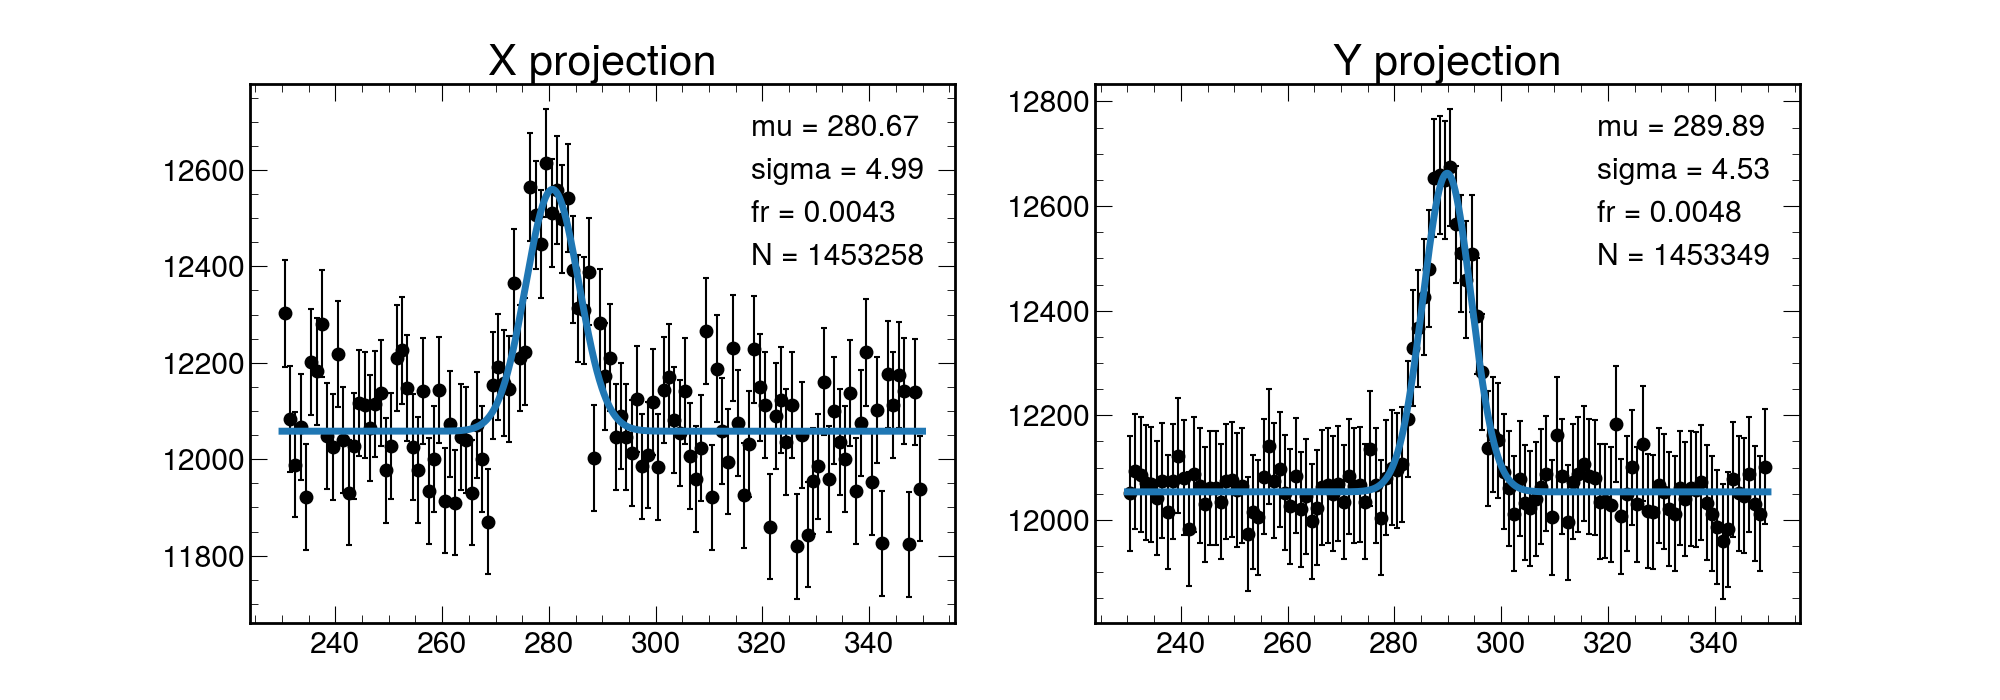 X projection
mu = 280.67
sigma = 4.99
fr = 0.0043
N = 1453258
12600
12400
12200
12000
11800
240 260 280 300 320 340
Y projection
mu = 289.89
sigma = 4.53
fr = 0.0048
N = 1453349
12800
12600
12400
12200
12000
240 260 280 300 320 340